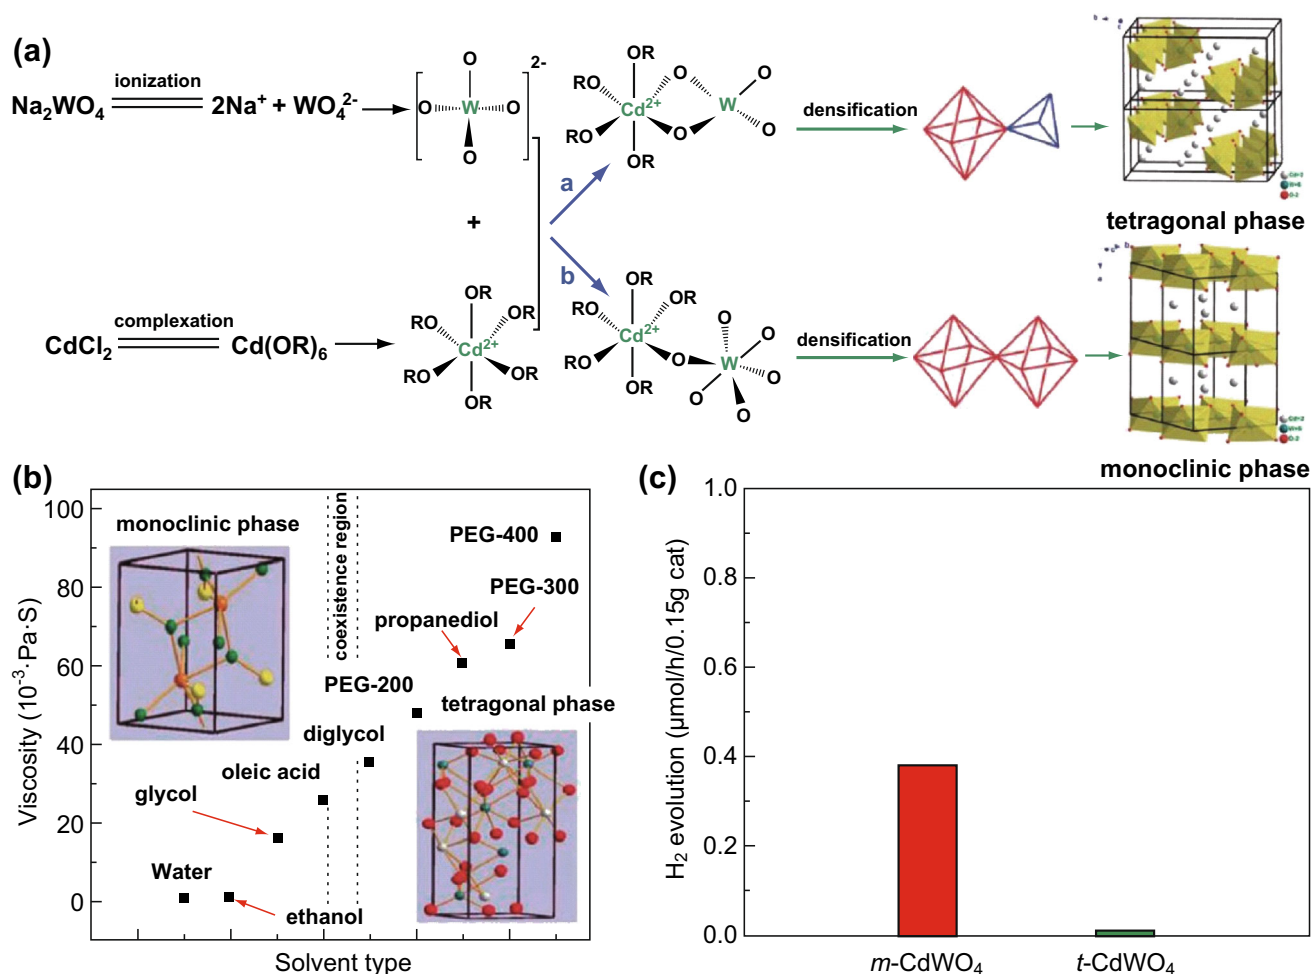 (a)
ionization
Na₂WO₄ 2Na⁺ + WO₄²⁻
O
O W O
O
2-
OR
RO O O
Cd²⁺ W
RO O O
OR
densification
tetragonal phase
a
+
b
complexation
CdCl₂ Cd(OR)₆
OR
RO OR
Cd²⁺
RO OR
OR
OR
RO OR
Cd²⁺ O O
RO O W
OR O O
O
densification
monoclinic phase
(b)
Viscosity (10⁻³·Pa·S)
100
80
60
40
20
0
monoclinic phase
coexistence region
PEG-400
PEG-300
propanediol
PEG-200
tetragonal phase
diglycol
oleic acid
glycol
Water
ethanol
Solvent type
(c)
H₂ evolution (μmol/h/0.15g cat)
1.0
0.8
0.6
0.4
0.2
0.0
m-CdWO₄ t-CdWO₄